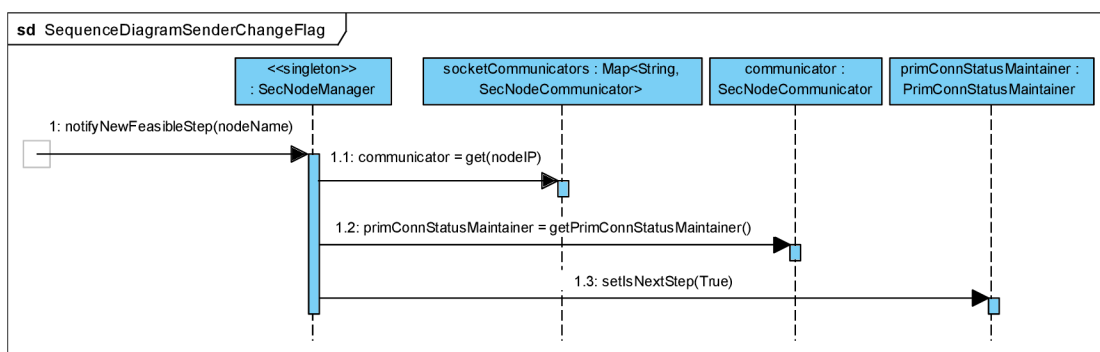 sd SequenceDiagramSenderChangeFlag
<<singleton>>
: SecNodeManager
socketCommunicators : Map<String,
SecNodeCommunicator>
communicator :
SecNodeCommunicator
primConnStatusMaintainer :
PrimConnStatusMaintainer
1: notifyNewFeasibleStep(nodeName)
1.1: communicator = get(nodeIP)
1.2: primConnStatusMaintainer = getPrimConnStatusMaintainer()
1.3: setIsNextStep(True)